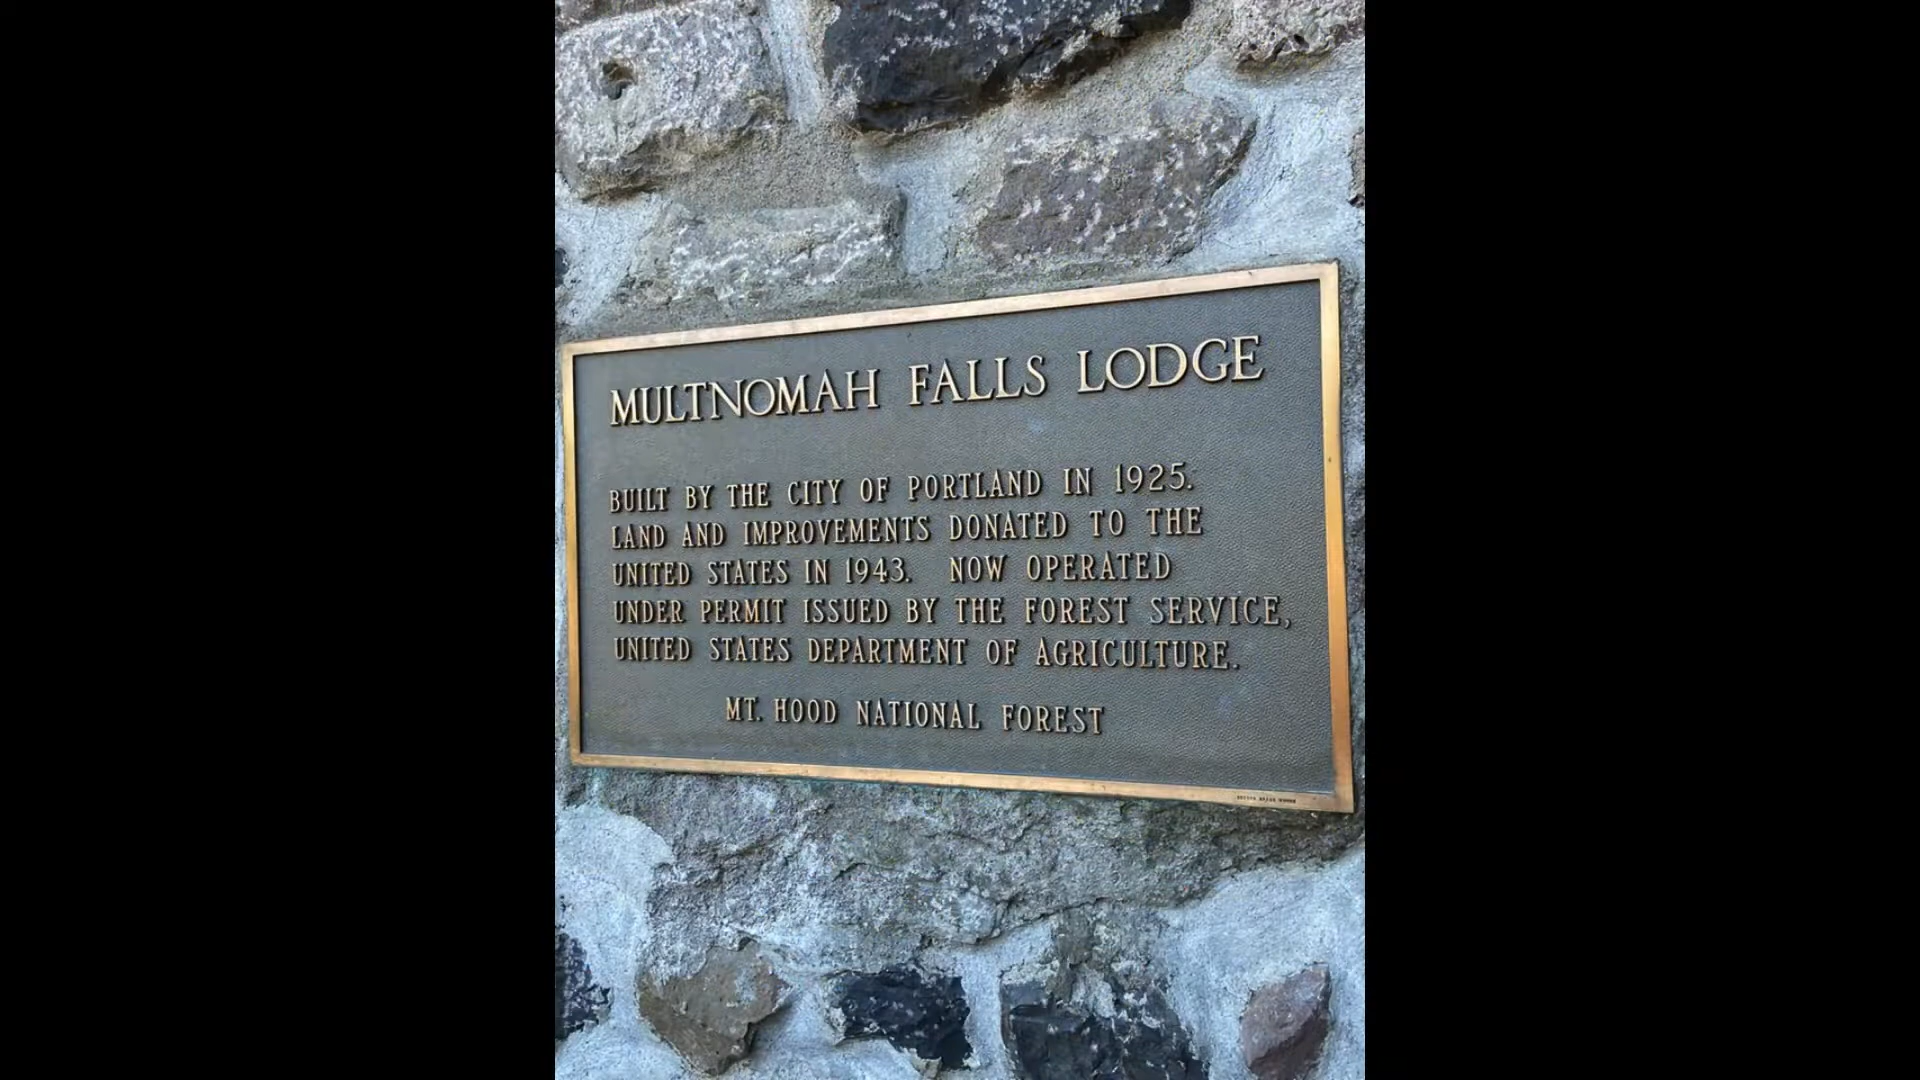 MULTNOMAH FALLS LODGE
BUILT BY THE CITY OF PORTLAND IN 1925.
LAND AND IMPROVEMENTS DONATED TO THE
UNITED STATES IN 1943. NOW OPERATED
UNDER PERMIT ISSUED BY THE FOREST SERVICE,
UNITED STATES DEPARTMENT OF AGRICULTURE.
MT. HOOD NATIONAL FOREST